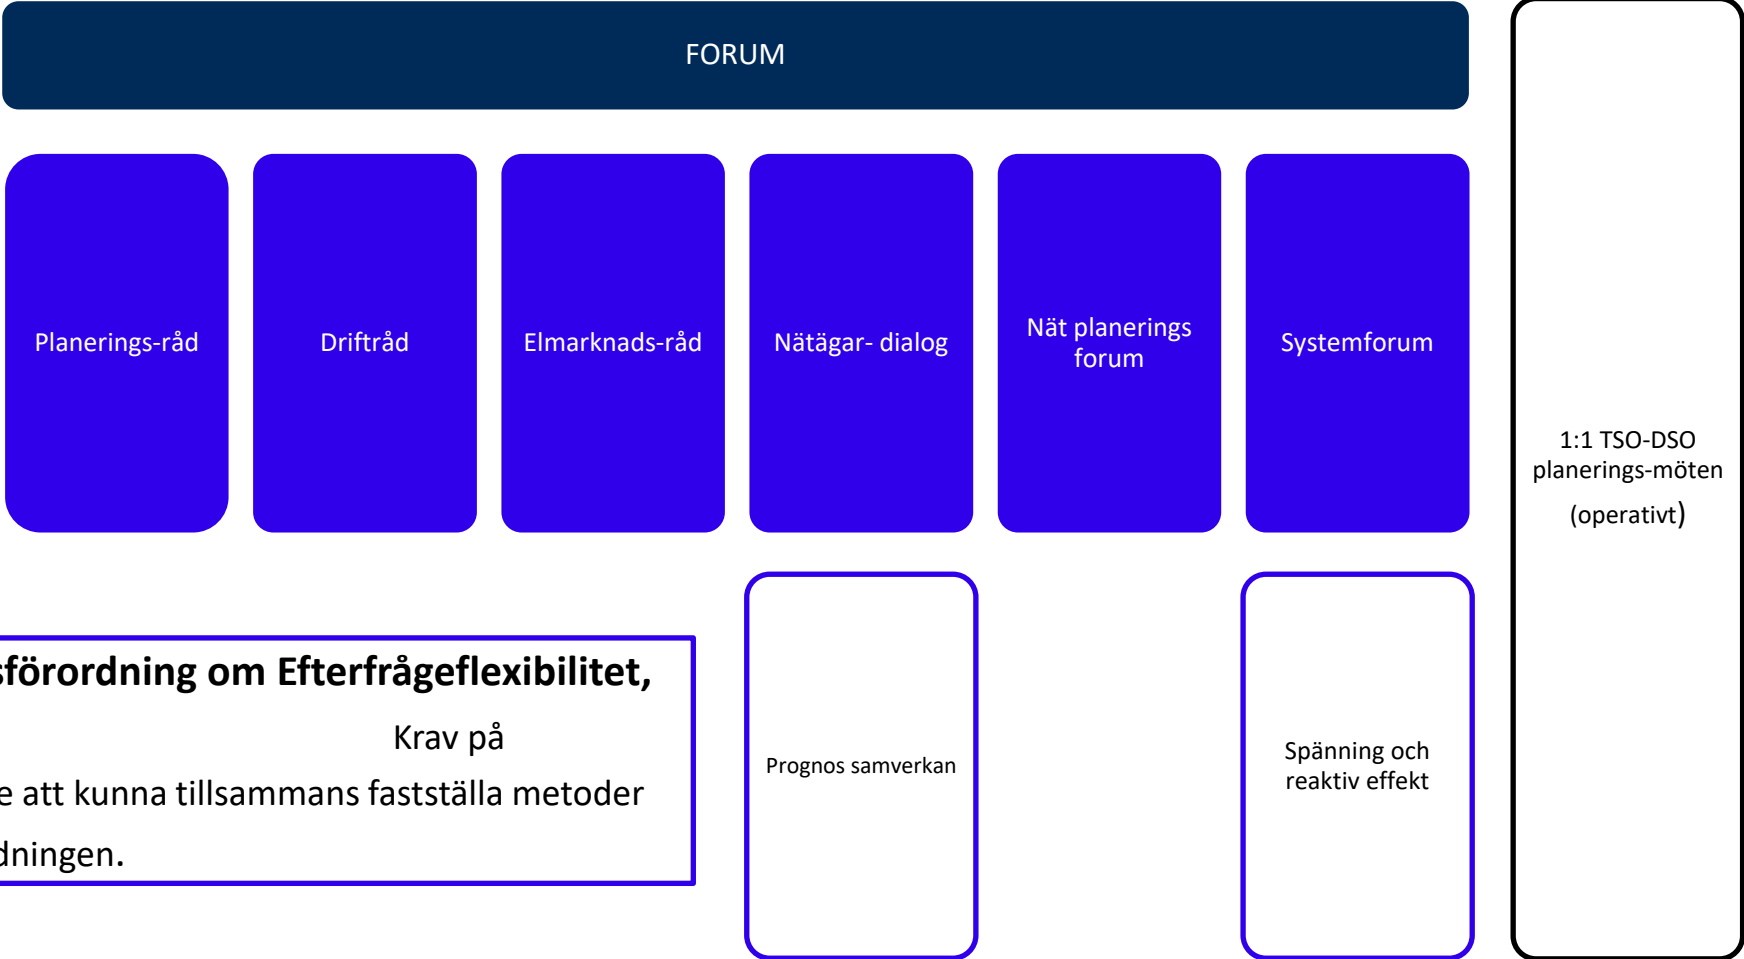 FORUM
Planerings-råd
Driftråd
Elmarknads-råd
Nätägar- dialog
Nät planerings
forum
Systemforum
1:1 TSO-DSO
planerings-möten
(operativt)
sförordning om Efterfrågeflexibilitet,
Krav på
e att kunna tillsammans fastställa metoder
dningen.
Prognos samverkan
Spänning och
reaktiv effekt